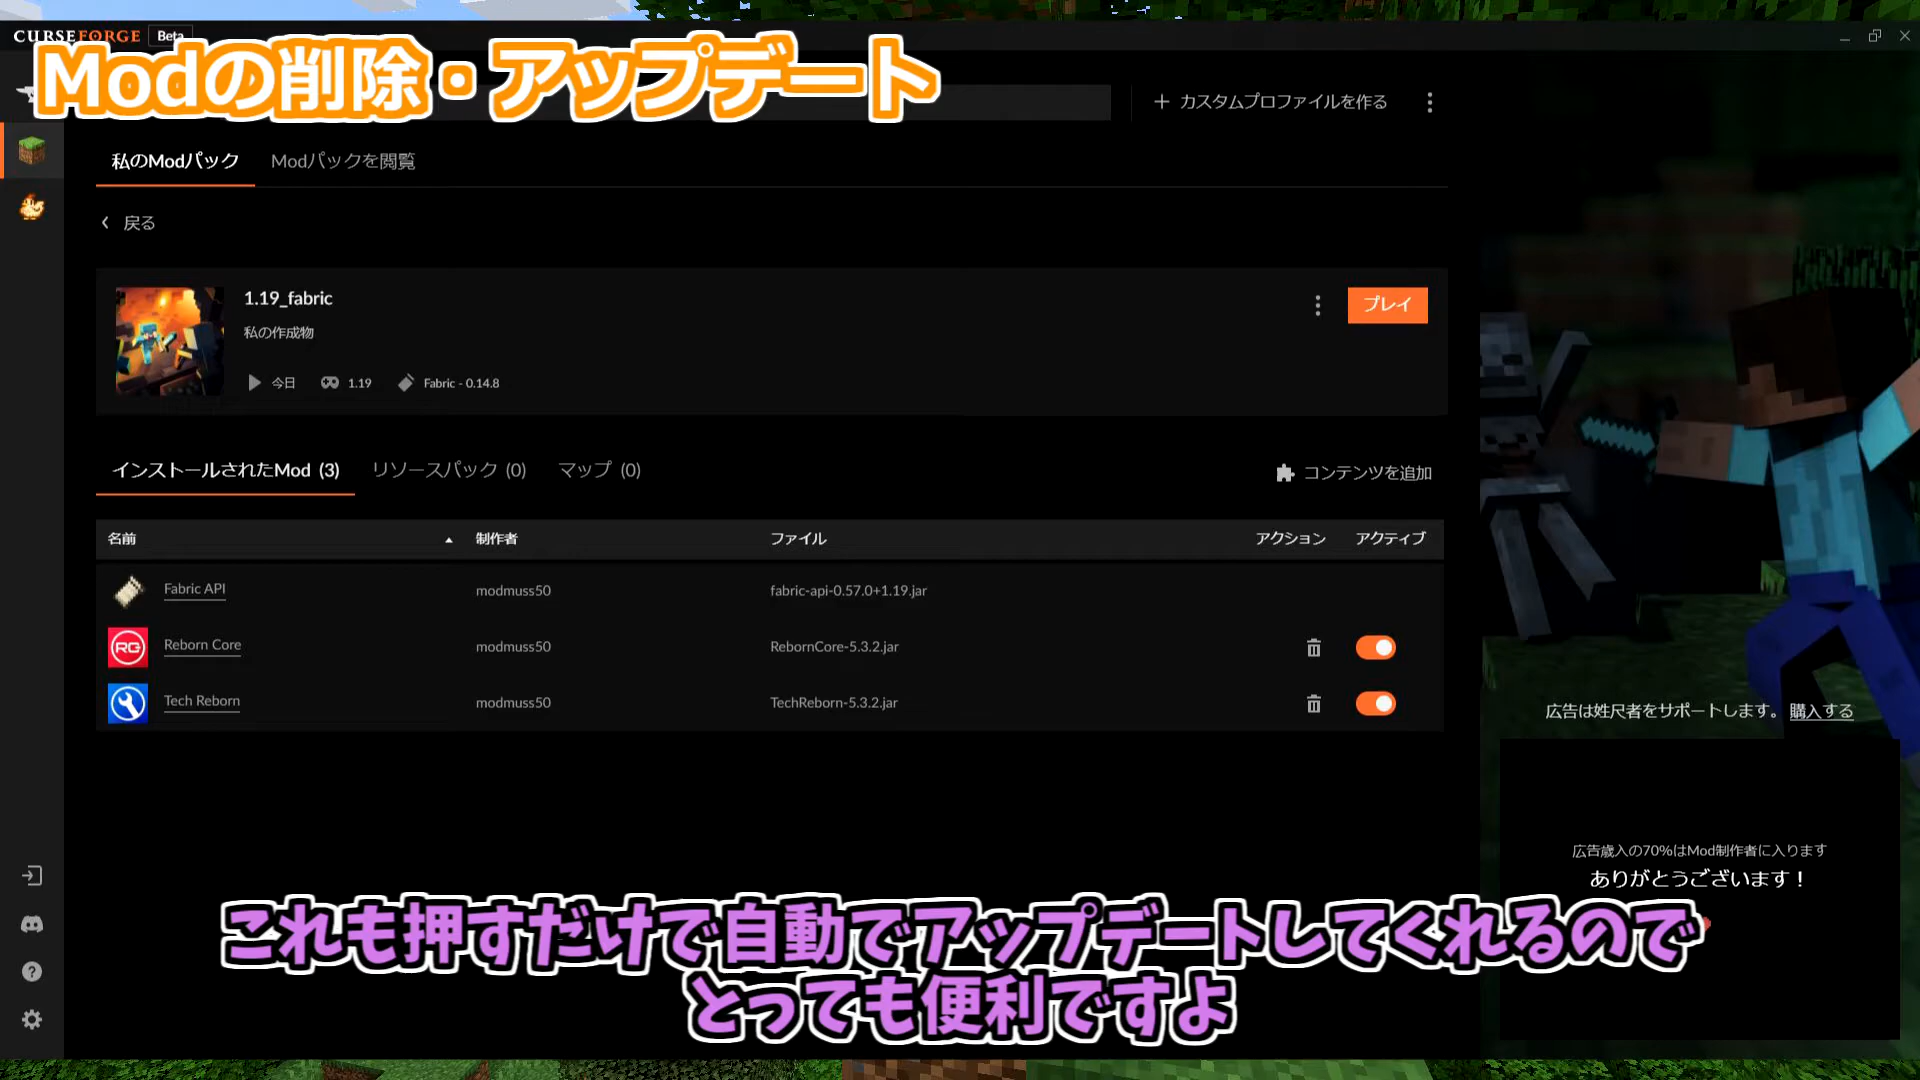 CURSEFORGE Beta
Modの削除・アップデート
カスタムプロファイルを作る
私のModパック Modパックを閲覧
戻る
1.19_fabric
私の作成物
プレイ
今日 1.19 Fabric - 0.14.8
インストールされたMod (3) リソースパック (0) マップ (0) コンテンツを追加
名前 制作者 ファイル アクション アクティブ
Fabric API modmuss50 fabric-api-0.57.0+1.19.jar
RG Reborn Core modmuss50 RebornCore-5.3.2.jar
Tech Reborn modmuss50 TechReborn-5.3.2.jar
広告は姓尺者をサポートします。 購入する
広告歳入の70%はMod制作者に入ります
ありがとうございます！
これも押すだけで自動でアップデートしてくれるので
とっても便利ですよ